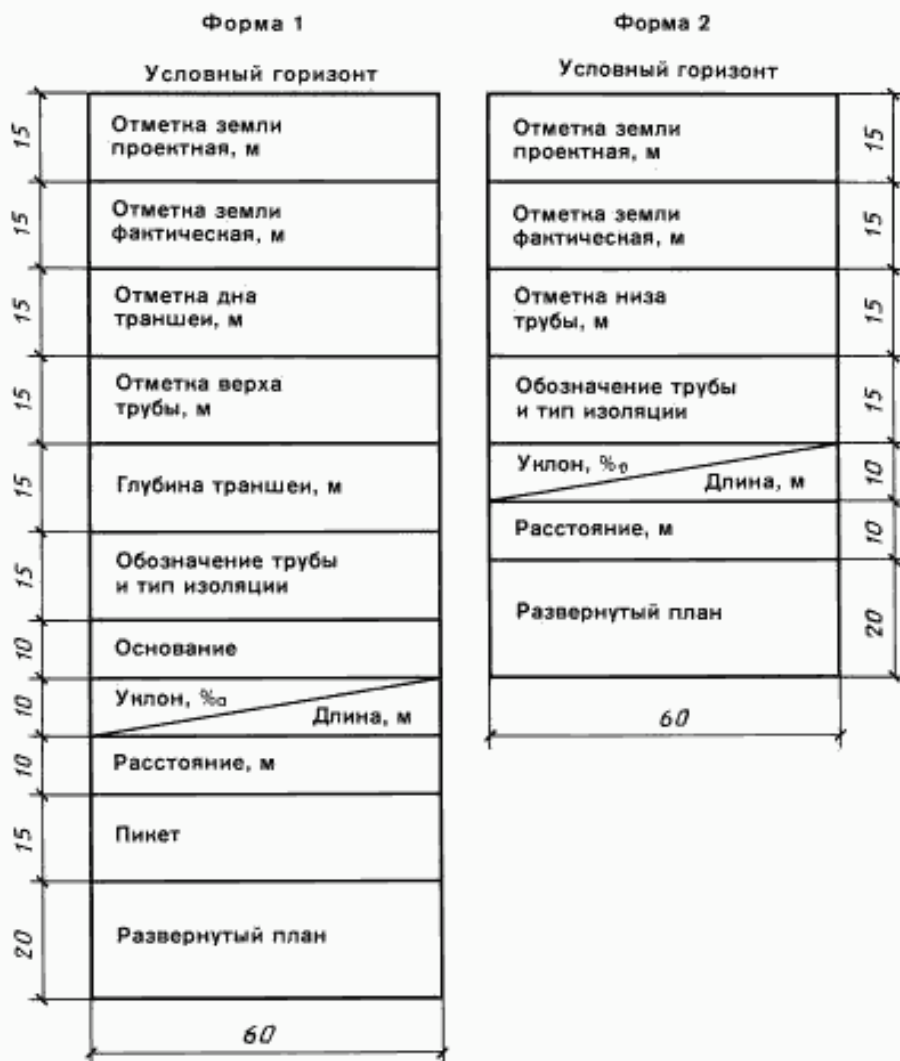 Форма 1
Условный горизонт
15
Отметка земли
проектная, м
15
Отметка земли
фактическая, м
15
Отметка дна
траншеи, м
15
Отметка верха
трубы, м
15
Глубина траншеи, м
15
Обозначение трубы
и тип изоляции
10
Основание
10
Уклон, ‰
Длина, м
10
Расстояние, м
15
Пикет
20
Развернутый план
60
Форма 2
Условный горизонт
Отметка земли
проектная, м
15
Отметка земли
фактическая, м
15
Отметка низа
трубы, м
15
Обозначение трубы
и тип изоляции
15
Уклон, ‰
Длина, м
10
Расстояние, м
10
Развернутый план
20
60